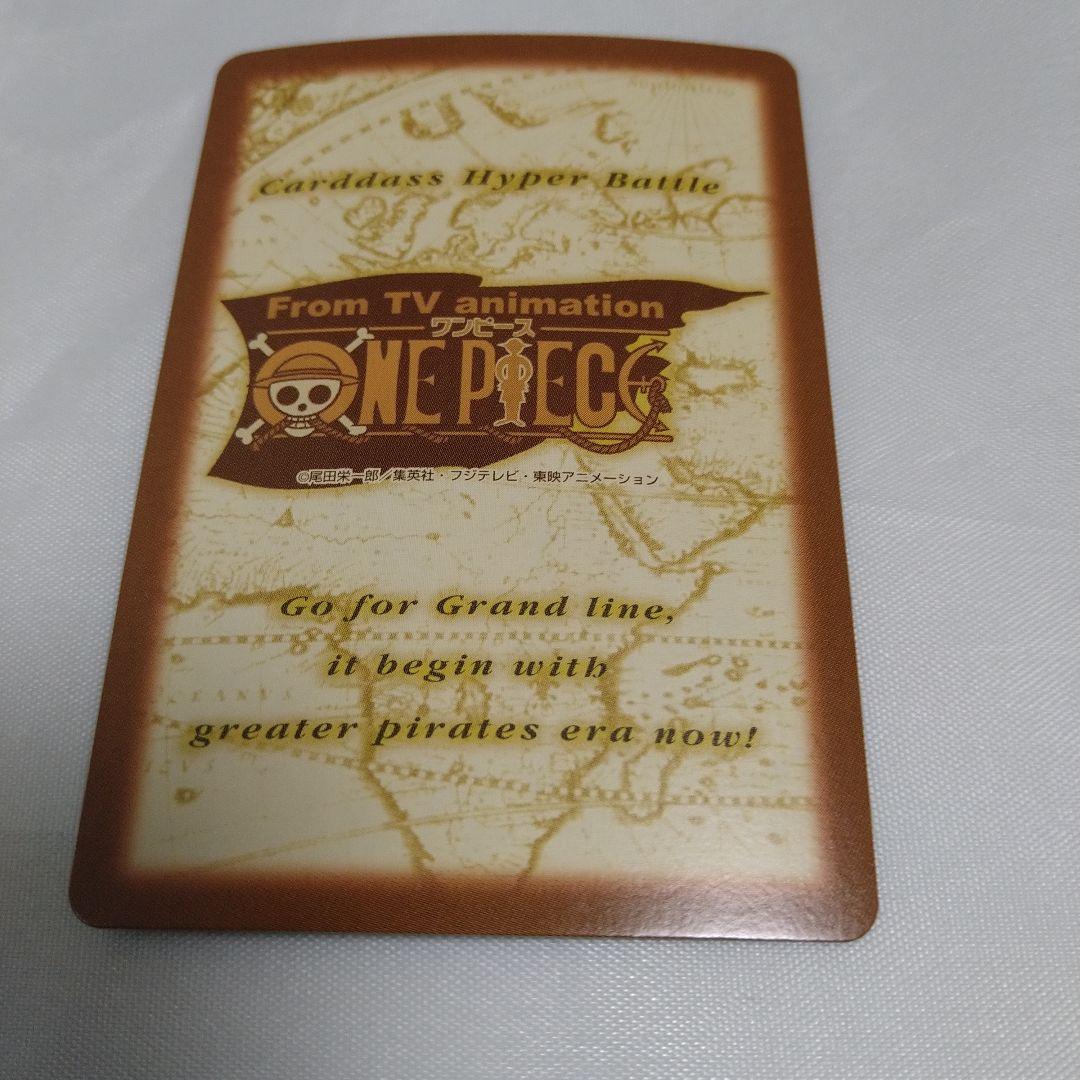 Carddass Hyper Battle
From TV animation
ワンピース
ONE PIECE
©尾田栄一郎／集英社・フジテレビ・東映アニメーション
Go for Grand line,
it begin with
greater pirates era now!